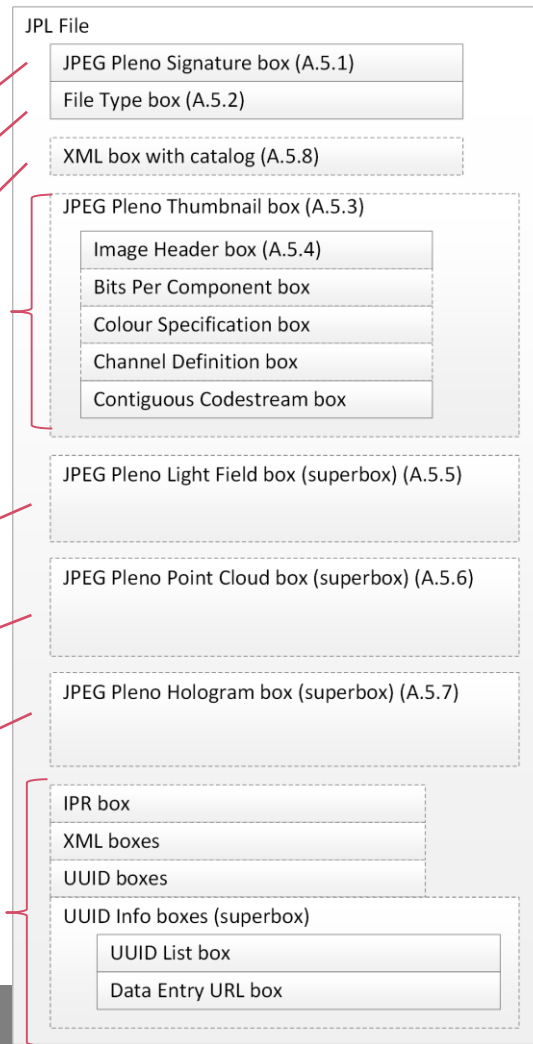 JPL File
JPEG Pleno Signature box (A.5.1)
File Type box (A.5.2)
XML box with catalog (A.5.8)
JPEG Pleno Thumbnail box (A.5.3)
Image Header box (A.5.4)
Bits Per Component box
Colour Specification box
Channel Definition box
Contiguous Codestream box
JPEG Pleno Light Field box (superbox) (A.5.5)
JPEG Pleno Point Cloud box (superbox) (A.5.6)
JPEG Pleno Hologram box (superbox) (A.5.7)
IPR box
XML boxes
UUID boxes
UUID Info boxes (superbox)
UUID List box
Data Entry URL box